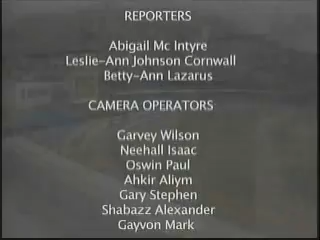 REPORTERS
Abigail Mc Intyre
Leslie-Ann Johnson Cornwall
Betty-Ann Lazarus
CAMERA OPERATORS
Garvey Wilson
Neehall Isaac
Oswin Paul
Ahkir Aliym
Gary Stephen
Shabazz Alexander
Gayvon Mark